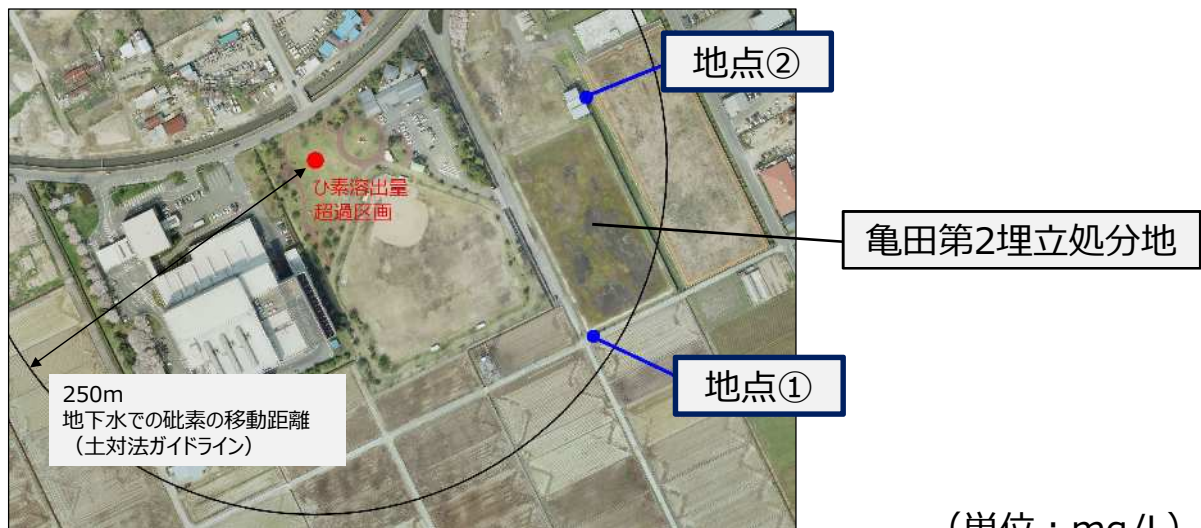 地点②
ひ素溶出量
超過区画
亀田第2埋立処分地
地点①
250m
地下水での砒素の移動距離
（土対法ガイドライン）
（単位：mg/L）